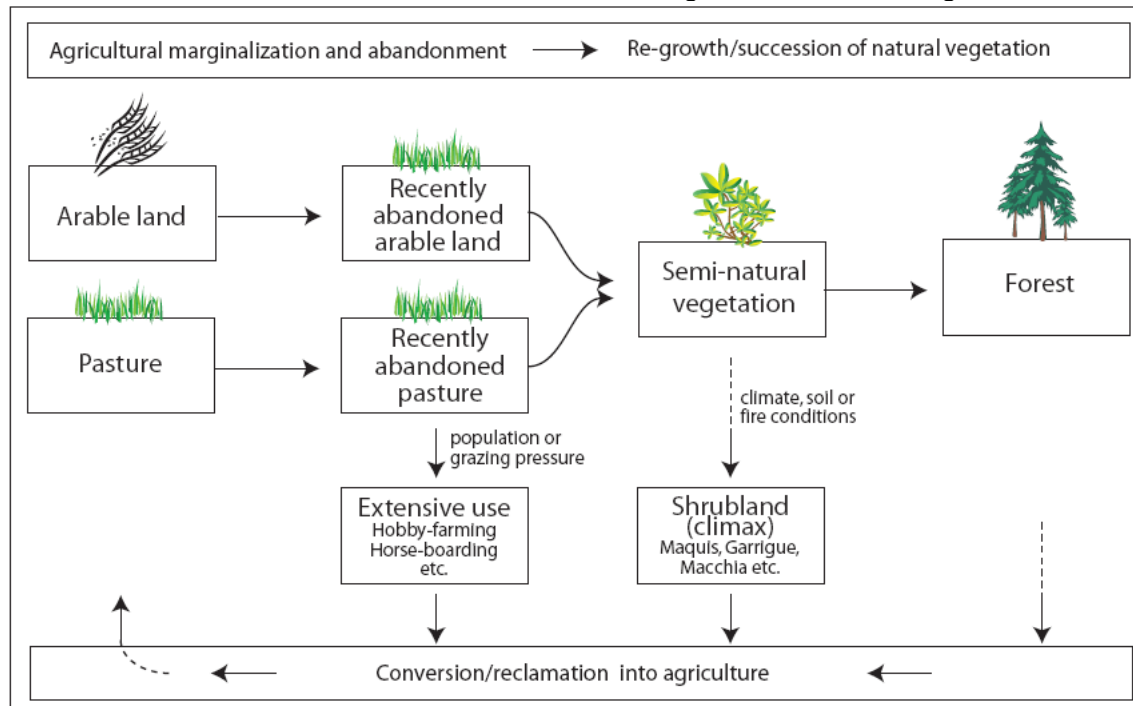 Agricultural marginalization and abandonment
Re-growth/succession of natural vegetation
Arable land
Recently
abandoned
arable land
Semi-natural
vegetation
Forest
Pasture
Recently
abandoned
pasture
population or
grazing pressure
climate, soil or
fire conditions
Extensive use
Hobby-farming
Horse-boarding
etc.
Shrubland
(climax)
Maquis, Garrigue,
Macchia etc.
Conversion/reclamation into agriculture